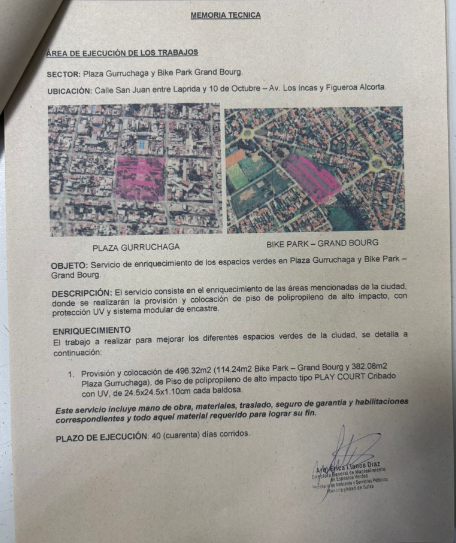 MEMORIA TECNICA
ÁREA DE EJECUCIÓN DE LOS TRABAJOS
SECTOR: Plaza Gurruchaga y Bike Park Grand Bourg.
UBICACIÓN: Calle San Juan entre Laprida y 10 de Octubre – Av. Los Incas y Figueroa Alcorta.
PLAZA GURRUCHAGA
BIKE PARK – GRAND BOURG
OBJETO: Servicio de enriquecimiento de los espacios verdes en Plaza Gurruchaga y Bike Park –
Grand Bourg.
DESCRIPCIÓN: El servicio consiste en el enriquecimiento de las áreas mencionadas de la ciudad,
donde se realizarán la provisión y colocación de piso de polipropileno de alto impacto, con
protección UV y sistema modular de encastre.
ENRIQUECIMIENTO
El trabajo a realizar para mejorar los diferentes espacios verdes de la ciudad, se detalla a
continuación:
1. Provisión y colocación de 496.32m2 (114.24m2 Bike Park – Grand Bourg y 382.08m2
Plaza Gurruchaga), de Piso de polipropileno de alto impacto tipo PLAY COURT Cribado
con UV, de 24.5x24.5x1.10cm cada baldosa.
Este servicio incluye mano de obra, materiales, traslado, seguro de garantía y habilitaciones
correspondientes y todo aquel material requerido para lograr su fin.
PLAZO DE EJECUCIÓN: 40 (cuarenta) días corridos.
Llanos Díaz
de Espacios Verdes